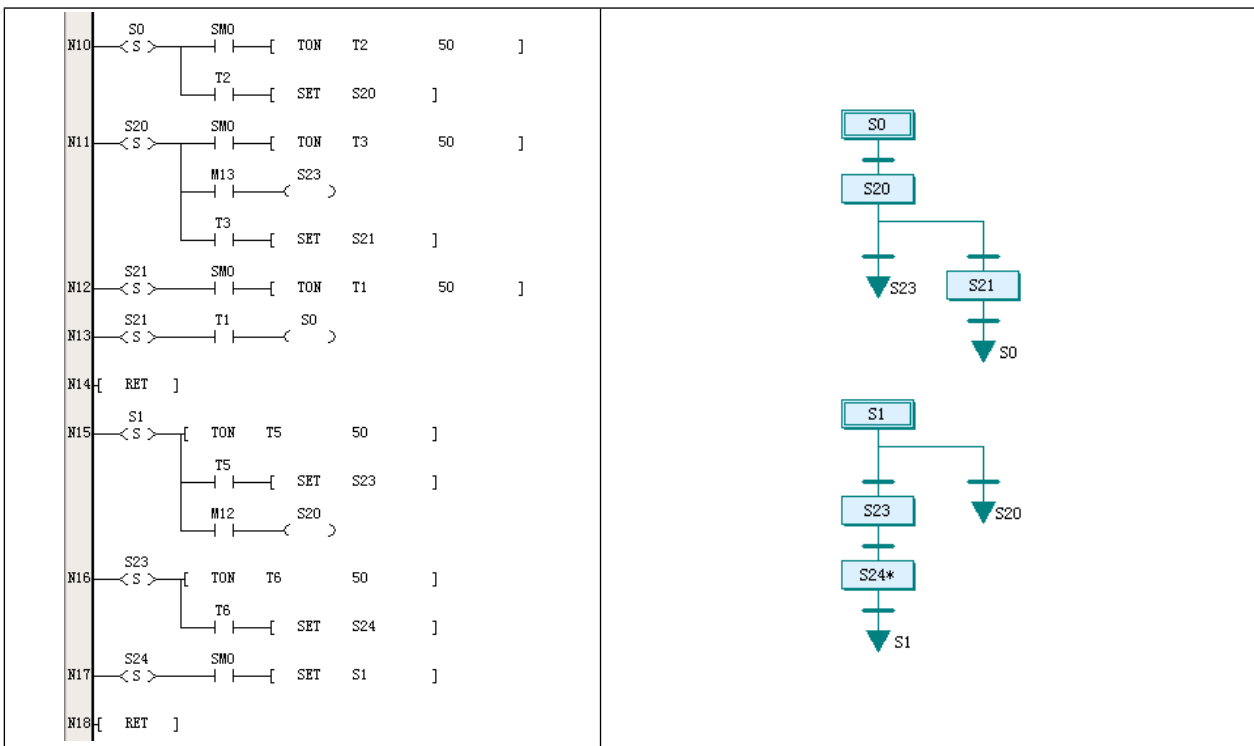 S0 SM0
N10 < S > [ TON T2 50 ]
T2
[ SET S20 ]
S20 SM0
N11 < S > [ TON T3 50 ]
M13 S23
( )
T3
[ SET S21 ]
S21 SM0
N12 < S > [ TON T1 50 ]
S21 T1 S0
N13 < S > ( )
N14 [ RET ]
S1
N15 < S > [ TON T5 50 ]
T5
[ SET S23 ]
M12 S20
( )
S23
N16 < S > [ TON T6 50 ]
T6
[ SET S24 ]
S24 SM0
N17 < S > [ SET S1 ]
N18 [ RET ]
S0
S20
S23
S21
S0
S1
S23
S20
S24*
S1